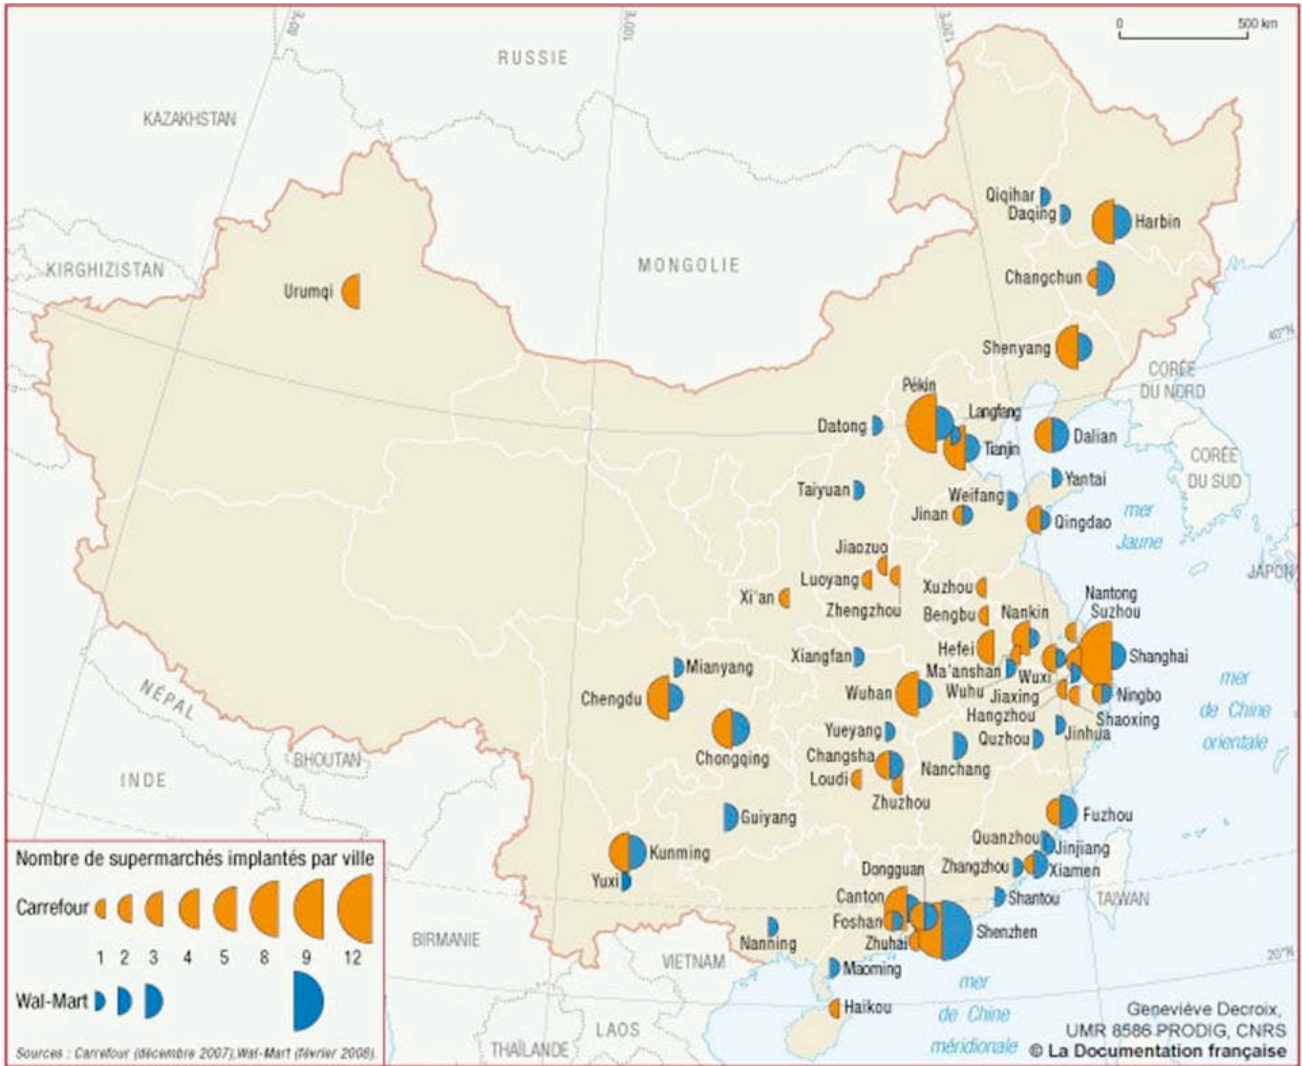 80°E
100°E
120°E
0 500 km
RUSSIE
KAZAKHSTAN
KIRGHIZISTAN
MONGOLIE
Qiqihar
Daqing
Harbin
Changchun
Urumqi
Shenyang
40°N
CORÉE
DU NORD
Pékin
Langfang
Datong
Tianjin
Dalian
CORÉE
DU SUD
Taiyuan
Weifang
Yantai
Jinan
Qingdao
mer
Jaune
Jiaozuo
Luoyang
Zhengzhou
Xi'an
Xuzhou
Bengbu
Nankin
Nantong
Suzhou
JAPON
Hefei
Shanghai
Xiangfan
Ma'anshan
Wuxi
Mianyang
Chengdu
Wuhan
Wuhu
Jiaxing
Ningbo
Hangzhou
Shaoxing
mer
de Chine
orientale
NÉPAL
Chongqing
Yueyang
Quzhou
Jinhua
Changsha
Nanchang
Loudi
Zhuzhou
BHOUTAN
INDE
Guiyang
Fuzhou
Quanzhou
Jinjiang
Kunming
Yuxi
Dongguan
Zhangzhou
Xiamen
Canton
Shantou
TAIWAN
Foshan
Shenzhen
Zhuhai
Nanning
BIRMANIE
VIETNAM
Maoming
20°N
Haikou
mer
de Chine
méridionale
LAOS
THAÏLANDE
Nombre de supermarchés implantés par ville
Carrefour
1 2 3 4 5 8 9 12
Wal-Mart
Sources : Carrefour (décembre 2007), Wal-Mart (février 2008).
Geneviève Decroix,
UMR 8586 PRODIG, CNRS
© La Documentation française